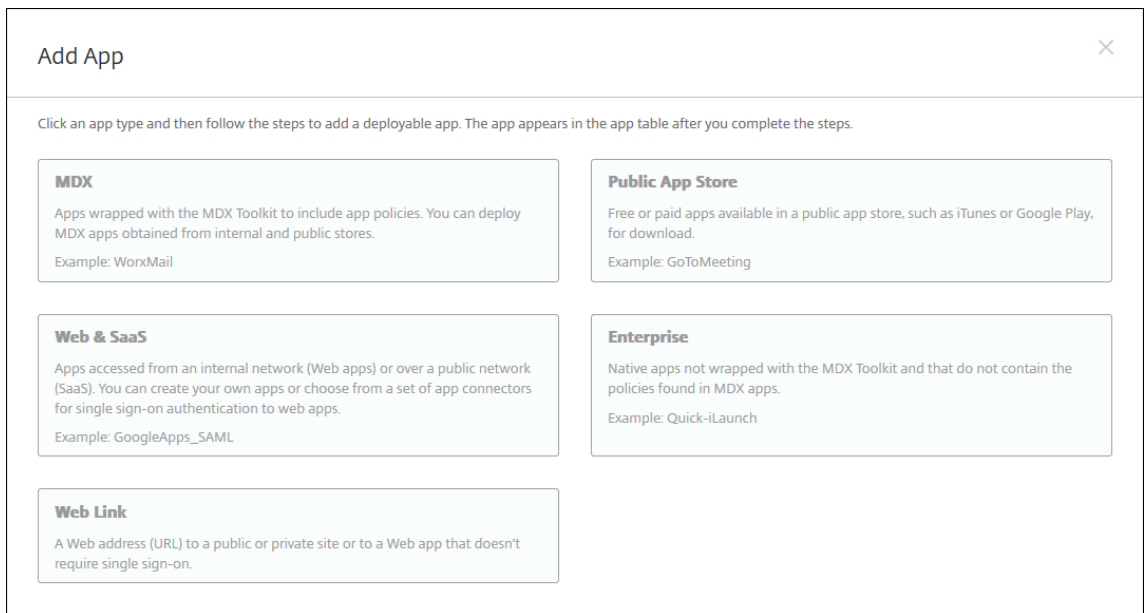 Add App
Click an app type and then follow the steps to add a deployable app. The app appears in the app table after you complete the steps.
MDX
Apps wrapped with the MDX Toolkit to include app policies. You can deploy
MDX apps obtained from internal and public stores.
Example: WorxMail
Public App Store
Free or paid apps available in a public app store, such as iTunes or Google Play,
for download.
Example: GoToMeeting
Web & SaaS
Apps accessed from an internal network (Web apps) or over a public network
(SaaS). You can create your own apps or choose from a set of app connectors
for single sign-on authentication to web apps.
Example: GoogleApps_SAML
Enterprise
Native apps not wrapped with the MDX Toolkit and that do not contain the
policies found in MDX apps.
Example: Quick-iLaunch
Web Link
A Web address (URL) to a public or private site or to a Web app that doesn't
require single sign-on.